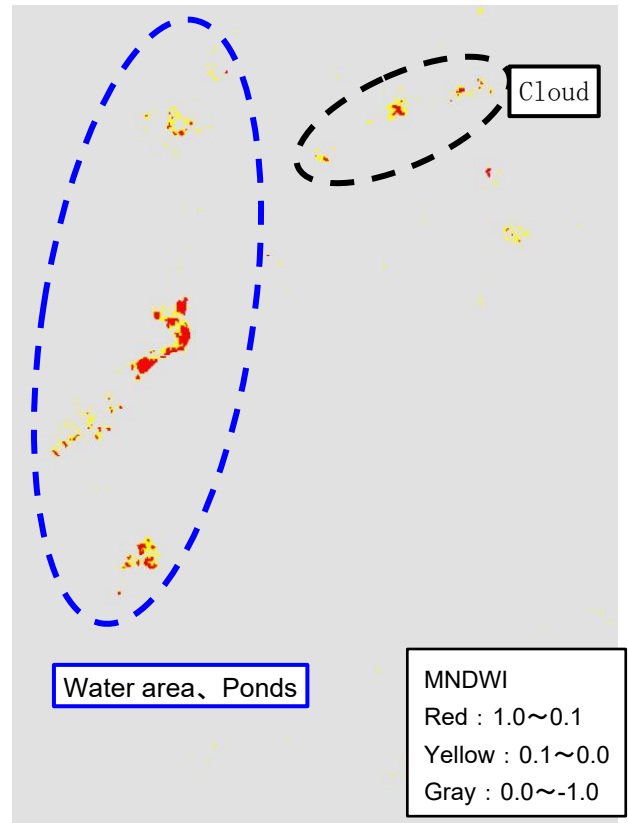 Cloud
Water area、Ponds
MNDWI
Red：1.0～0.1
Yellow：0.1～0.0
Gray：0.0～-1.0